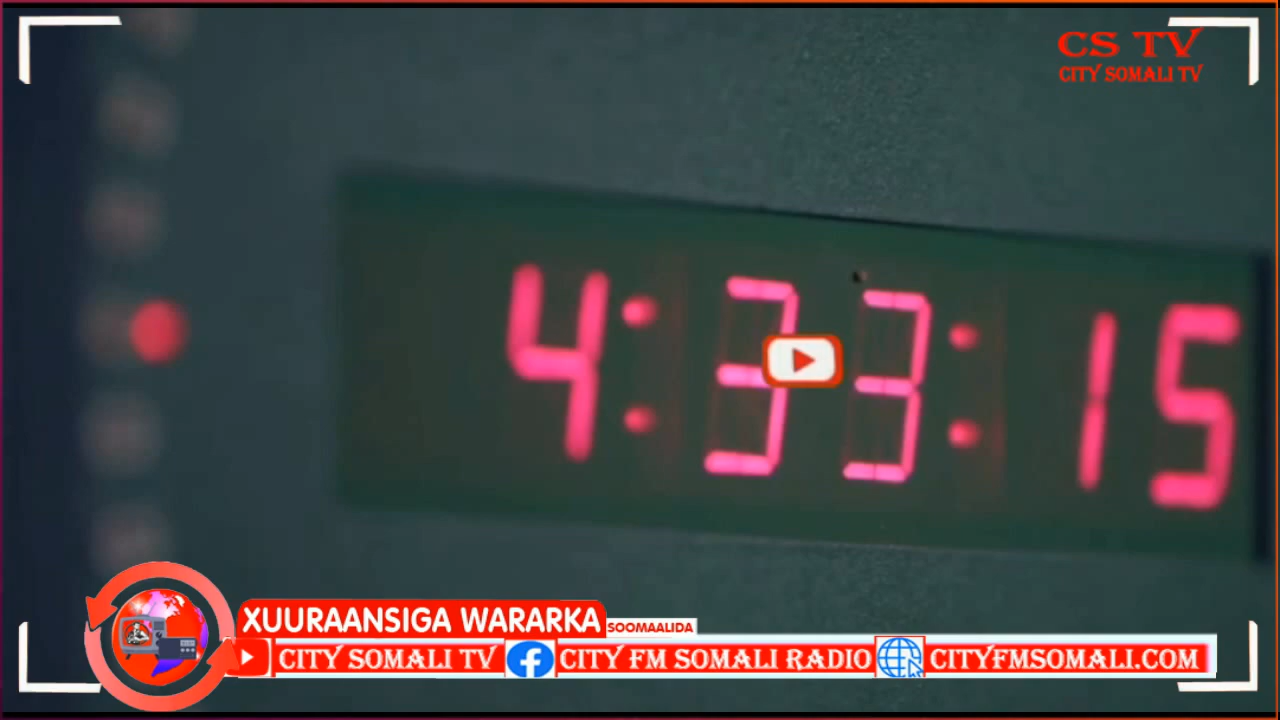 CS TV
CITY SOMALI TV
4:33:15
XUURAANSIGA WARARKA
SOOMAALIDA
CITY SOMALI TV
CITY FM SOMALI RADIO
CITYFMSOMALI.COM